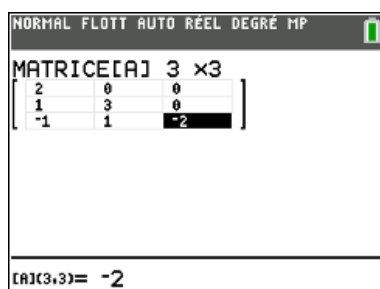 NORMAL FLOTT AUTO RÉEL DEGRÉ MP
MATRICE[A] 3 ×3
2 0 0
1 3 0
-1 1 -2
[A](3,3)= -2